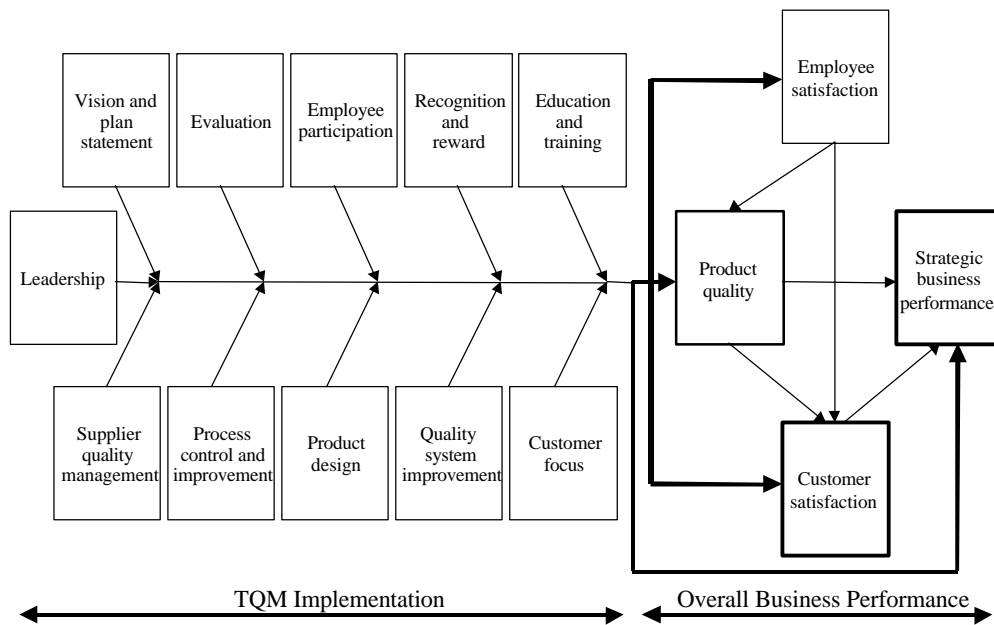 Vision and
plan
statement
Evaluation
Employee
participation
Recognition
and
reward
Education
and
training
Employee
satisfaction
Leadership
Product
quality
Strategic
business
performance
Supplier
quality
management
Process
control and
improvement
Product
design
Quality
system
improvement
Customer
focus
Customer
satisfaction
TQM Implementation
Overall Business Performance